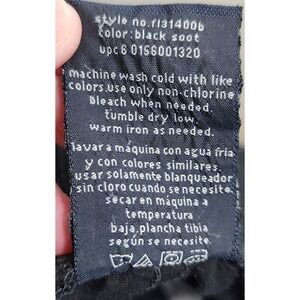 style no.fl31400b
color:black soot
upc 6 0156001320
machine wash cold with like
colors.use only non-chlorine
Bleach when needed.
tumble dry low.
warm iron as needed.
lavar a máquina con agua fria
y con colores similares.
usar solamente blanqueador
sin cloro cuando se necesite.
secar en máquina a
temperatura
baja,plancha tibia
según se necesite.